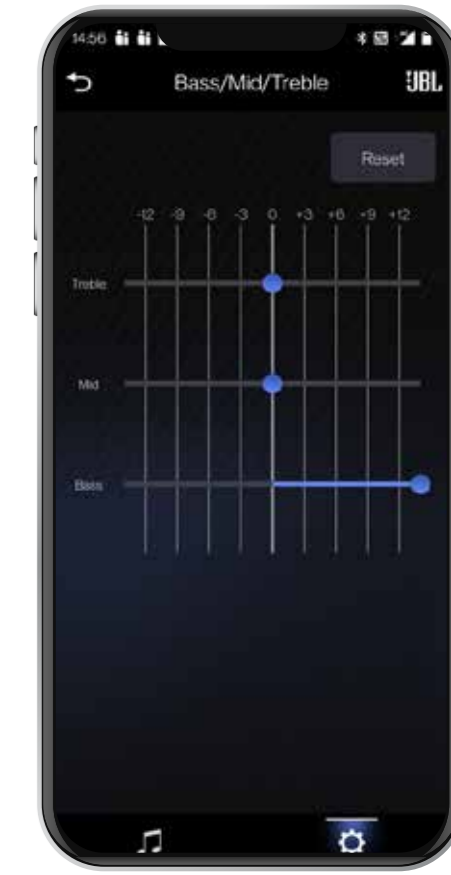 14:56
Bass/Mid/Treble
JBL
Reset
-12 -9 -6 -3 0 +3 +6 +9 +12
Treble
Mid
Bass